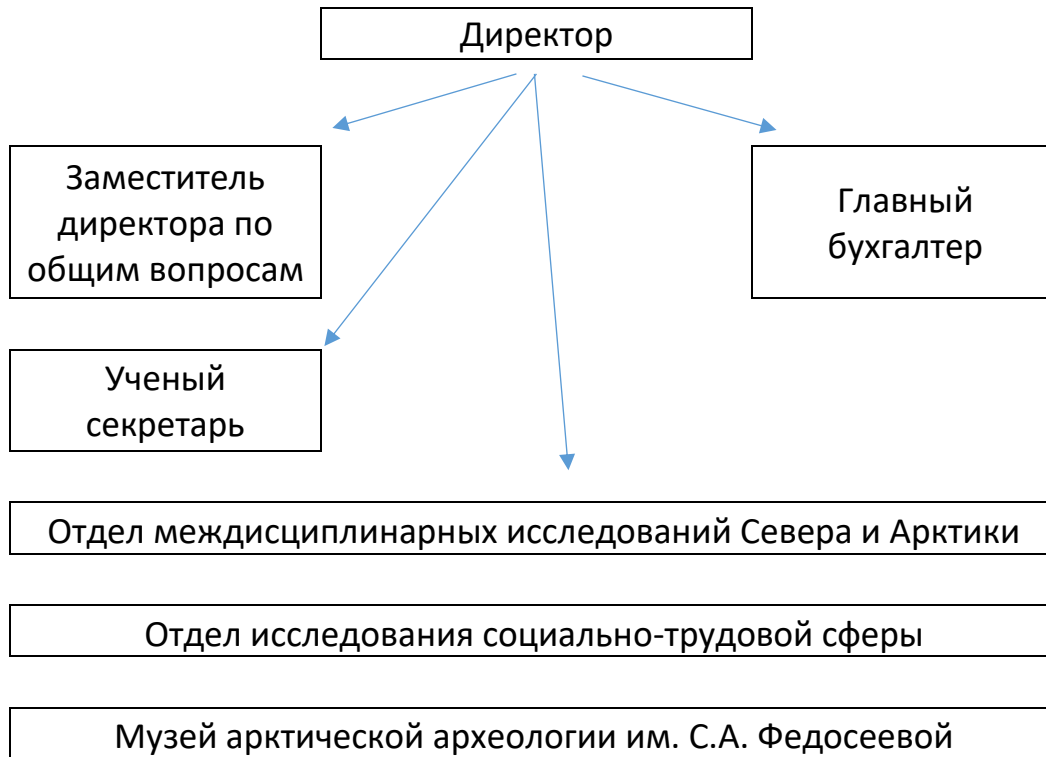 Директор
Заместитель
директора по
общим вопросам
Главный
бухгалтер
Ученый
секретарь
Отдел междисциплинарных исследований Севера и Арктики
Отдел исследования социально-трудовой сферы
Музей арктической археологии им. С.А. Федосеевой